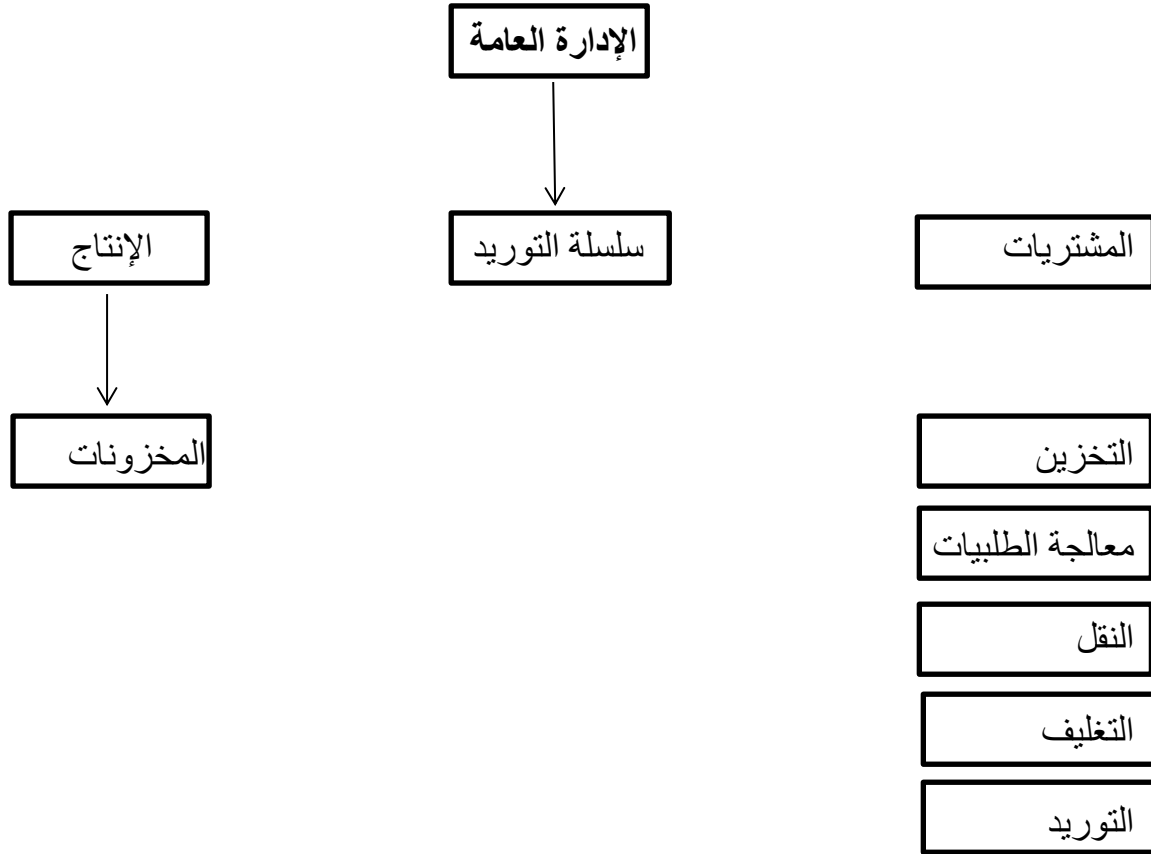 الإدارة العامة
المشتريات
سلسلة التوريد
الإنتاج
التخزين
المخزونات
معالجة الطلبيات
النقل
التغليف
التوريد